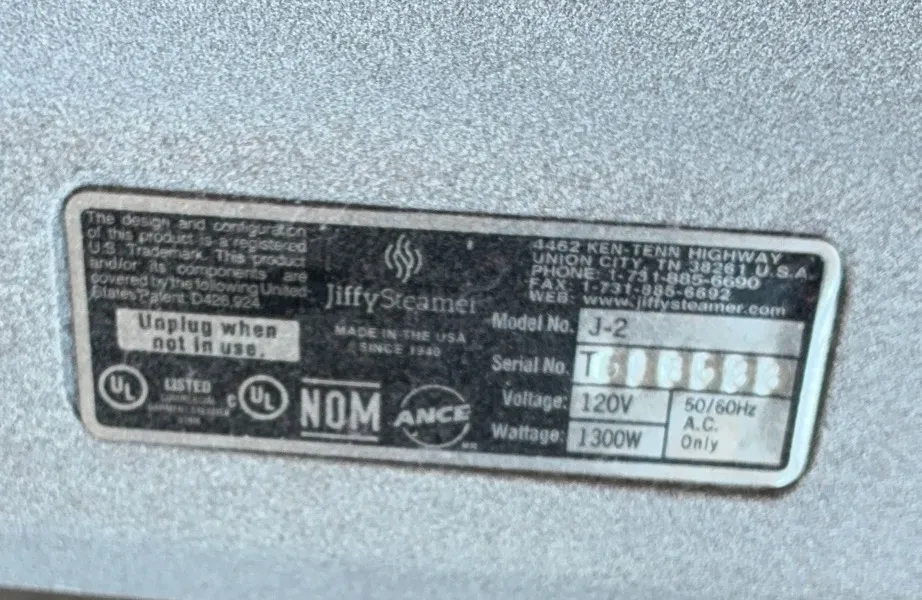 The design and configuration
of this product is a registered
U.S. Trademark. This product
and/or its components are
covered by the following United
States Patent: D426,924
Unplug when
not in use.
UL
LISTED
c UL
NOM
ANCE
Jiffy Steamer
MADE IN THE USA
SINCE 1940
4462 KEN-TENN HIGHWAY
UNION CITY, TN 38261 U.S.A.
PHONE: 1-731-885-6690
FAX: 1-731-885-6692
WEB: www.jiffysteamer.com
Model No. J-2
Serial No.
Voltage: 120V
Wattage: 1300W
50/60Hz
A.C.
Only